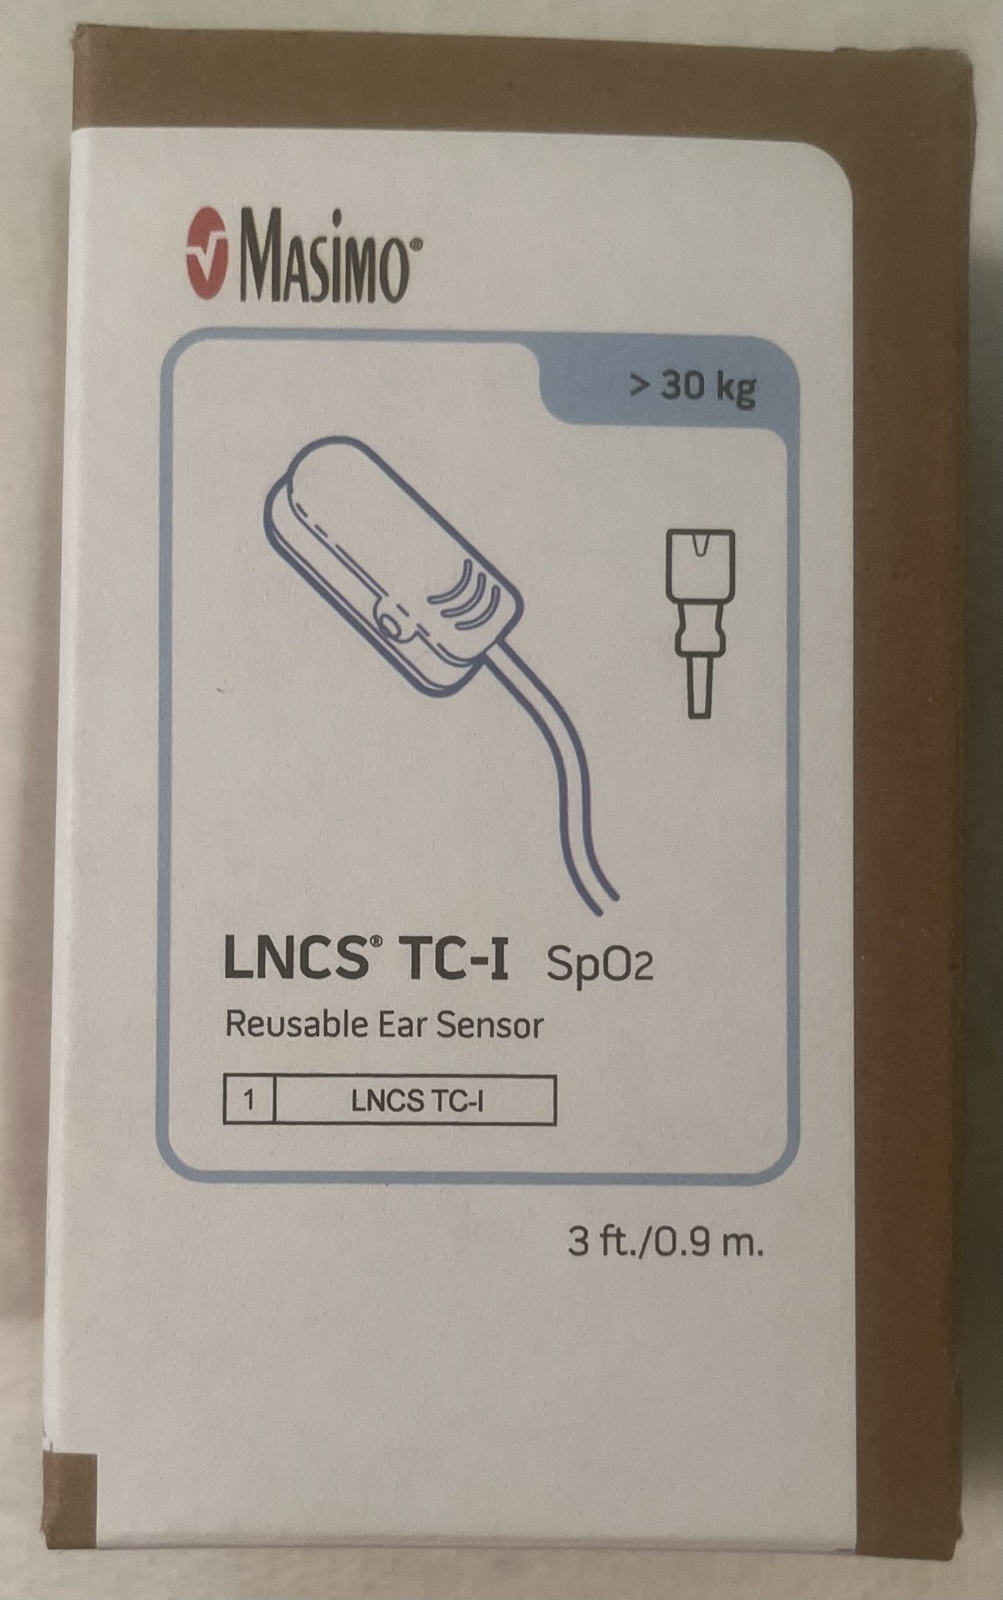 Masimo®
> 30 kg
LNCS® TC-I SpO2
Reusable Ear Sensor
1 LNCS TC-I
3 ft./0.9 m.